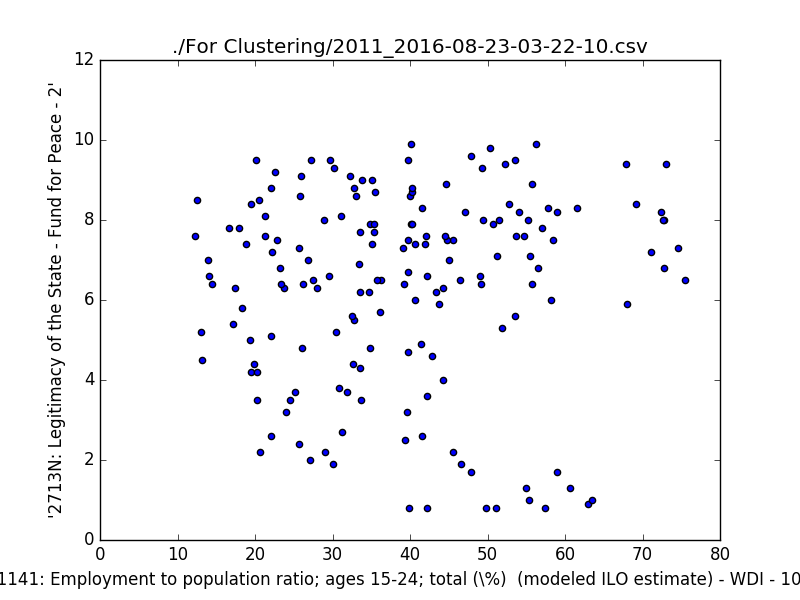 ./For Clustering/2011_2016-08-23-03-22-10.csv
'2713N: Legitimacy of the State - Fund for Peace - 2'
12
10
8
6
4
2
0
0 10 20 30 40 50 60 70 80
1141: Employment to population ratio; ages 15-24; total (\%) (modeled ILO estimate) - WDI - 10